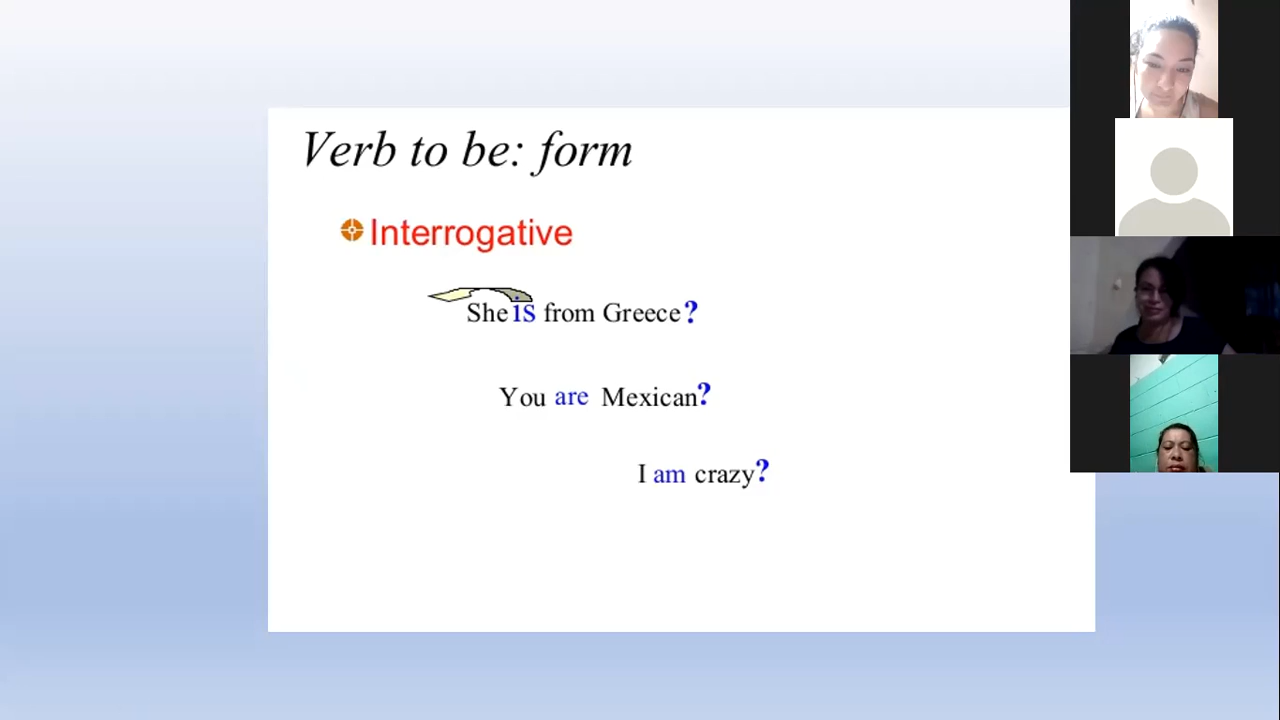 Verb to be: form
Interrogative
She is from Greece?
You are Mexican?
I am crazy?